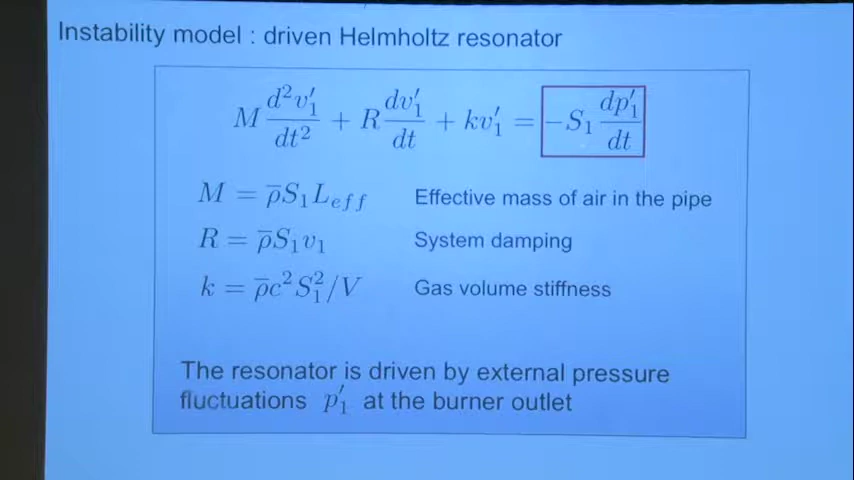 Instability model : driven Helmholtz resonator
M d²v′₁/dt² + R dv′₁/dt + kv′₁ = −S₁ dp′₁/dt
M = ρ̅S₁L_eff Effective mass of air in the pipe
R = ρ̅S₁v₁ System damping
k = ρ̅c²S₁²/V Gas volume stiffness
The resonator is driven by external pressure
fluctuations p′₁ at the burner outlet